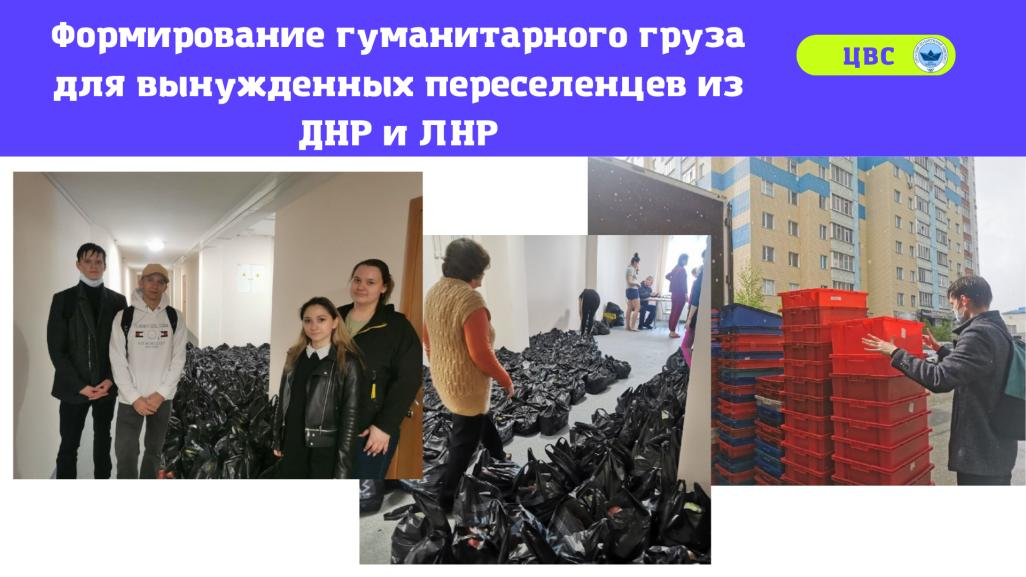 Формирование гуманитарного груза
для вынужденных переселенцев из
ДНР и ЛНР
ЦВС